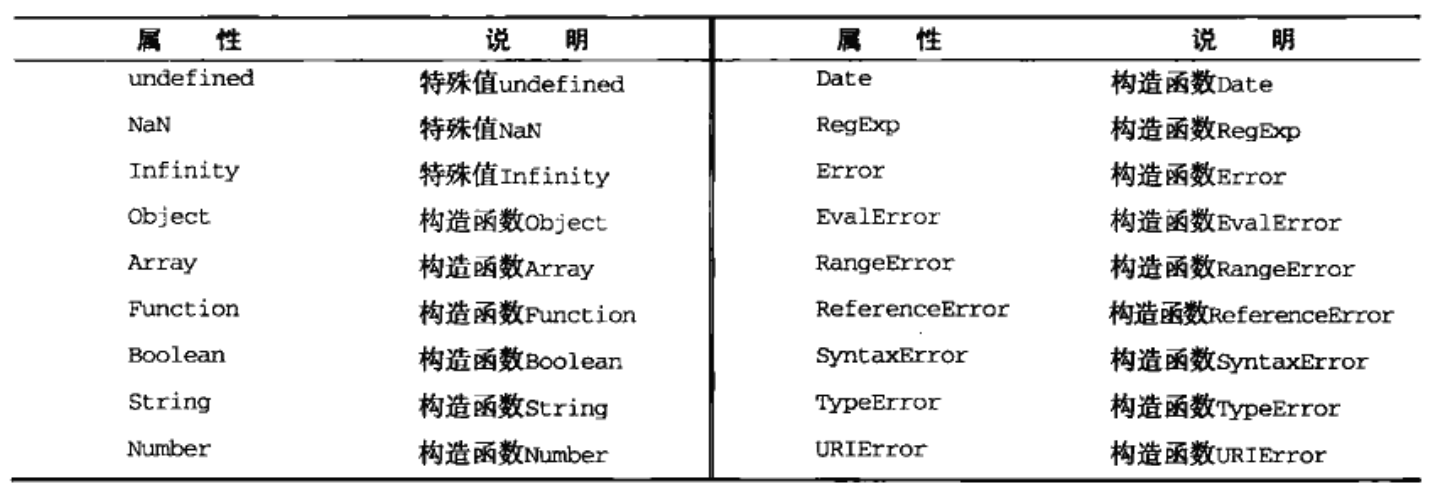 属 性 说 明 属 性 说 明
undefined 特殊值undefined Date 构造函数Date
NaN 特殊值NaN RegExp 构造函数RegExp
Infinity 特殊值Infinity Error 构造函数Error
Object 构造函数Object EvalError 构造函数EvalError
Array 构造函数Array RangeError 构造函数RangeError
Function 构造函数Function ReferenceError 构造函数ReferenceError
Boolean 构造函数Boolean SyntaxError 构造函数SyntaxError
String 构造函数String TypeError 构造函数TypeError
Number 构造函数Number URIError 构造函数URIError